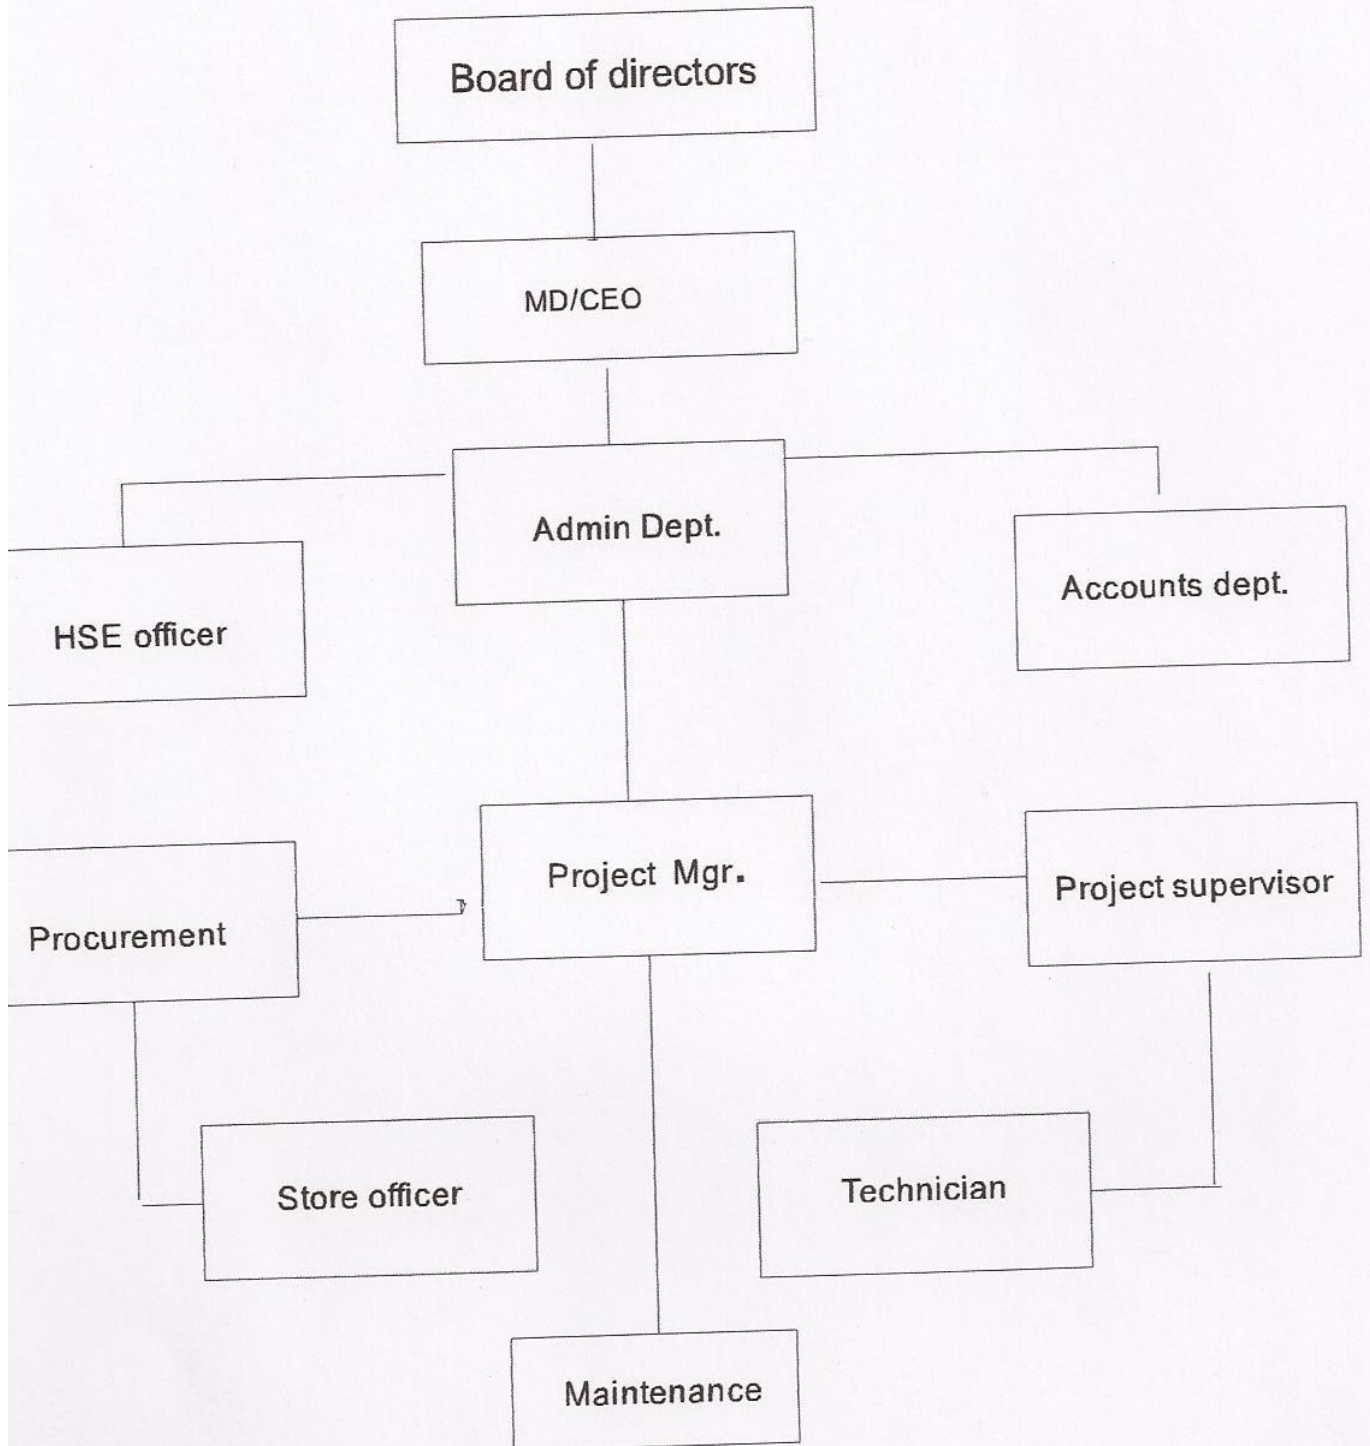 Board of directors
MD/CEO
Admin Dept.
HSE officer
Accounts dept.
Project Mgr.
Project supervisor
Procurement
Store officer
Technician
Maintenance